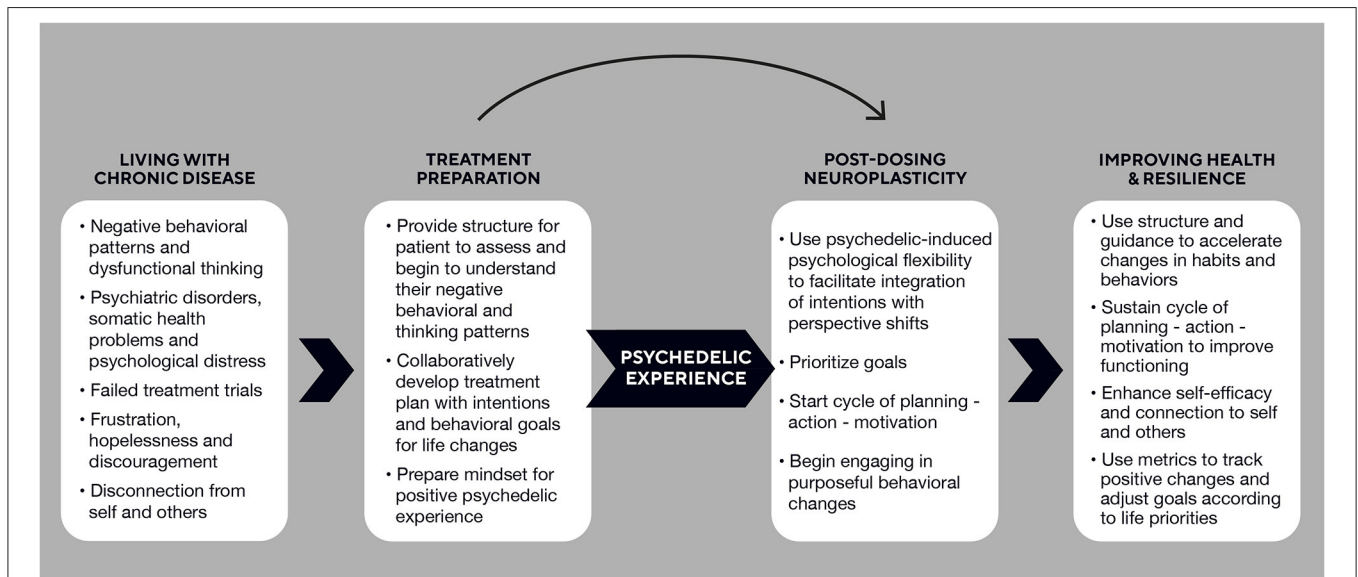 LIVING WITH
CHRONIC DISEASE
• Negative behavioral
patterns and
dysfunctional thinking
• Psychiatric disorders,
somatic health
problems and
psychological distress
• Failed treatment trials
• Frustration,
hopelessness and
discouragement
• Disconnection from
self and others
TREATMENT
PREPARATION
• Provide structure for
patient to assess and
begin to understand
their negative
behavioral and
thinking patterns
• Collaboratively
develop treatment
plan with intentions
and behavioral goals
for life changes
• Prepare mindset for
positive psychedelic
experience
PSYCHEDELIC
EXPERIENCE
POST-DOSING
NEUROPLASTICITY
• Use psychedelic-induced
psychological flexibility
to facilitate integration
of intentions with
perspective shifts
• Prioritize goals
• Start cycle of planning -
action - motivation
• Begin engaging in
purposeful behavioral
changes
IMPROVING HEALTH
& RESILIENCE
• Use structure and
guidance to accelerate
changes in habits and
behaviors
• Sustain cycle of
planning - action -
motivation to improve
functioning
• Enhance self-efficacy
and connection to self
and others
• Use metrics to track
positive changes and
adjust goals according
to life priorities